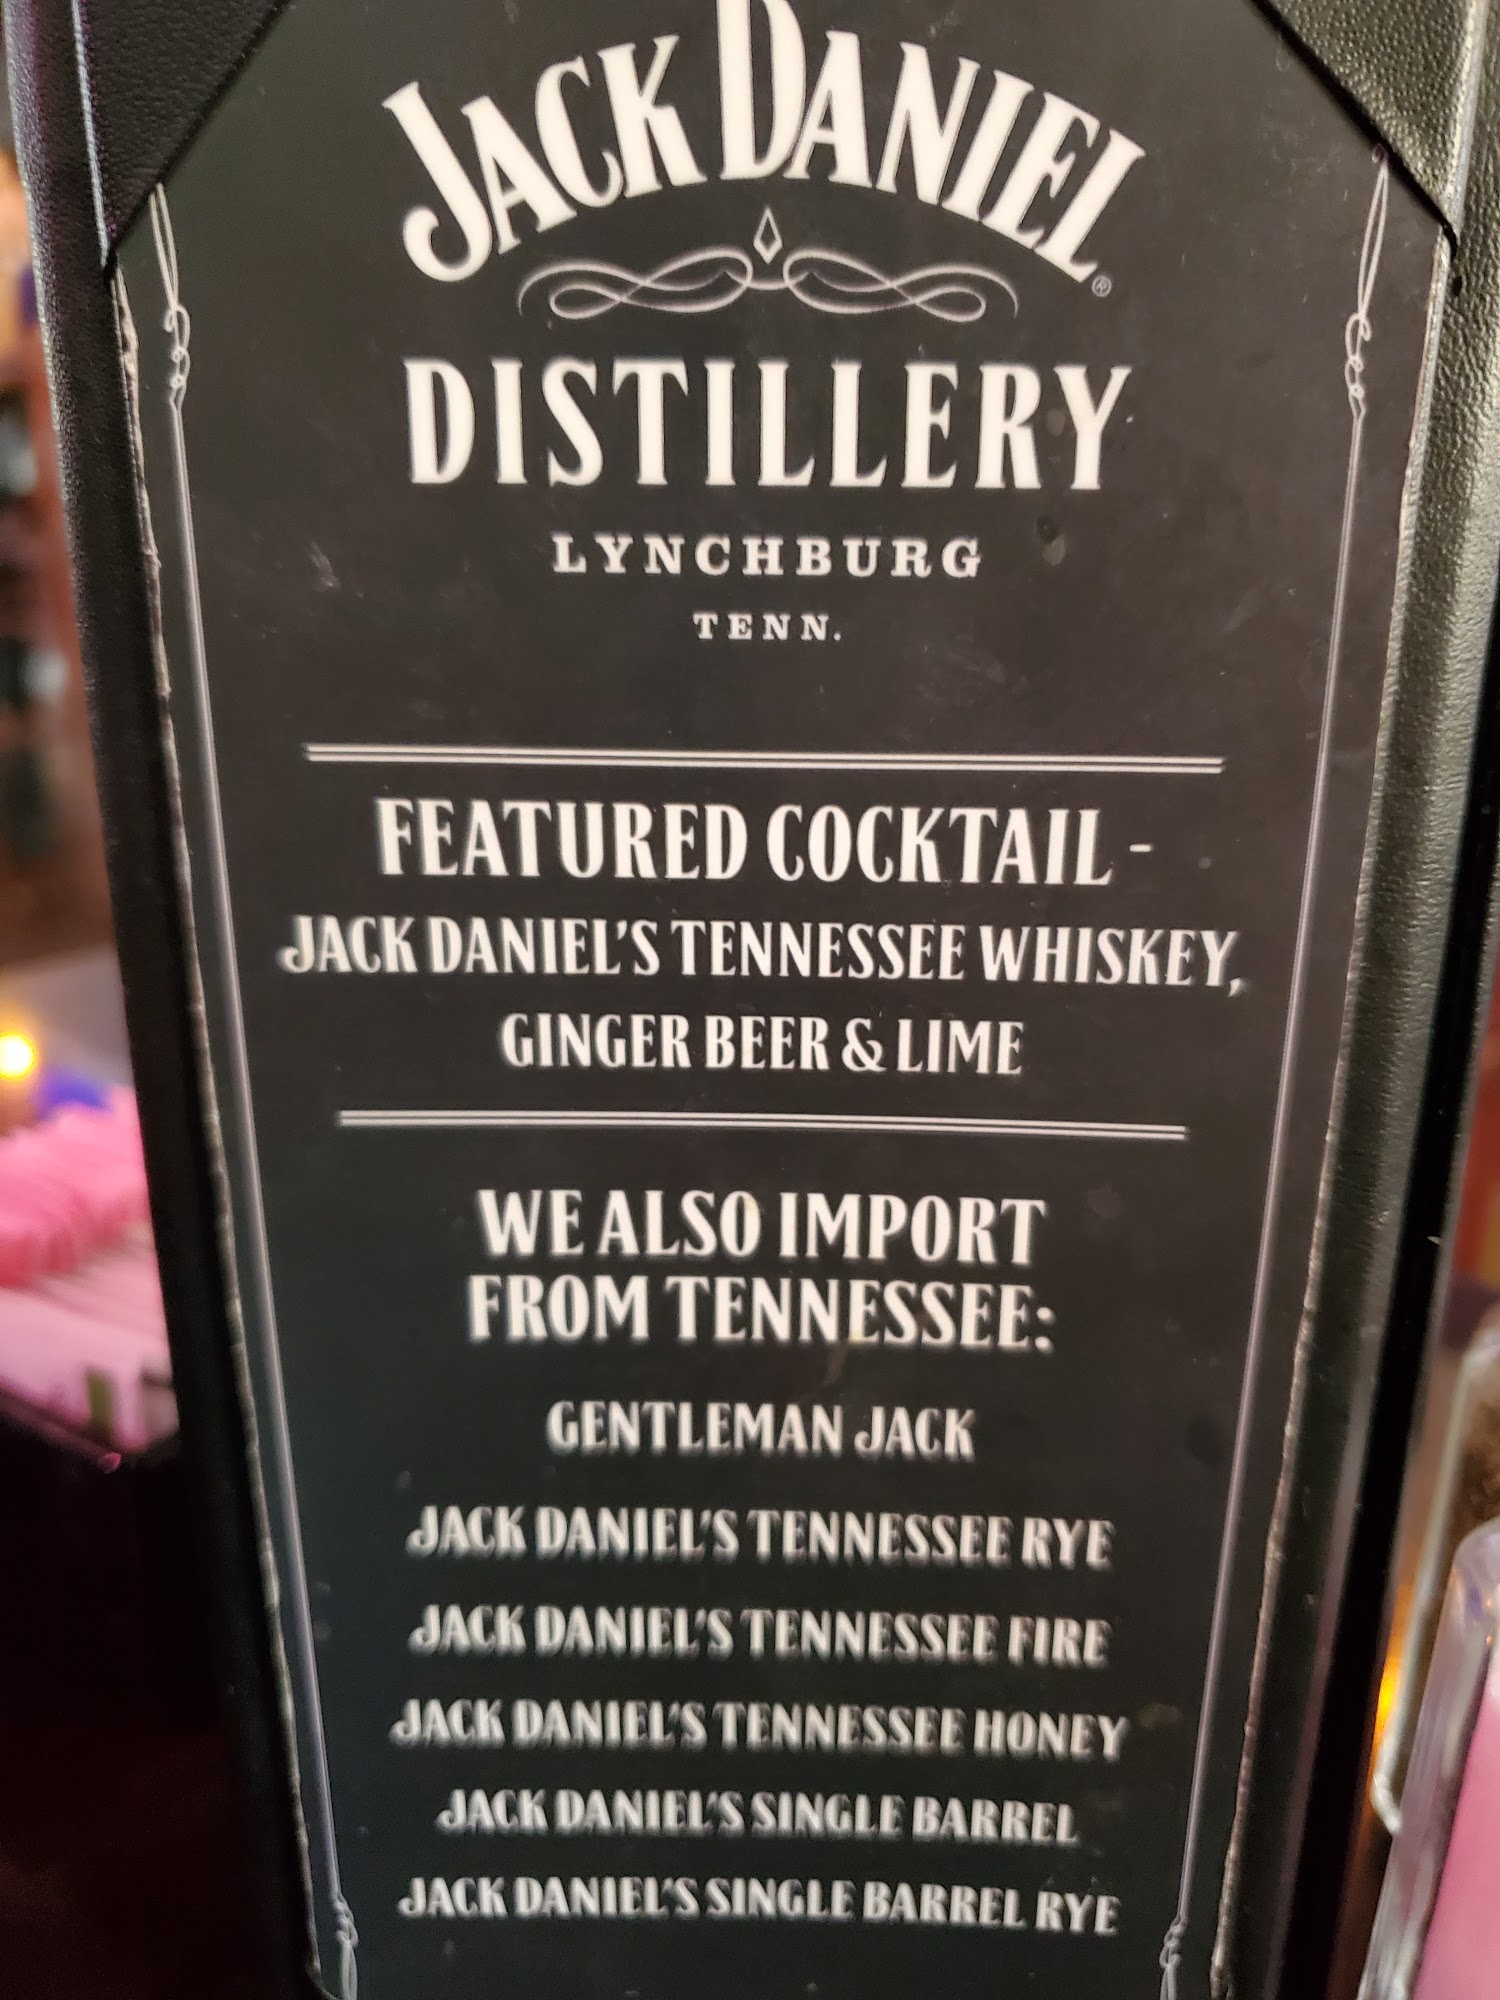 JACK DANIEL®
DISTILLERY
LYNCHBURG
TENN.
FEATURED COCKTAIL -
JACK DANIEL'S TENNESSEE WHISKEY,
GINGER BEER & LIME
WE ALSO IMPORT
FROM TENNESSEE:
GENTLEMAN JACK
JACK DANIEL'S TENNESSEE RYE
JACK DANIEL'S TENNESSEE FIRE
JACK DANIEL'S TENNESSEE HONEY
JACK DANIEL'S SINGLE BARREL
JACK DANIEL'S SINGLE BARREL RYE